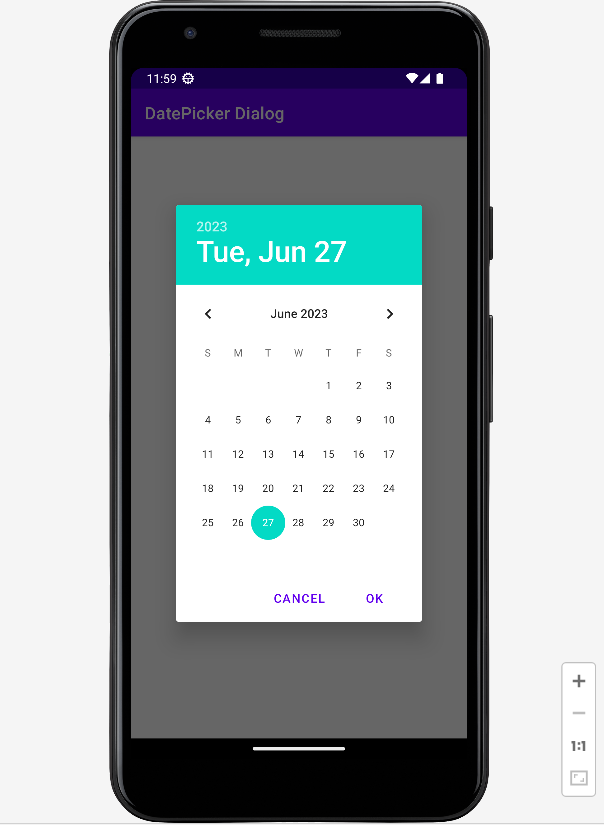 11:59
DatePicker Dialog
2023
Tue, Jun 27
June 2023
S M T W T F S
1 2 3
4 5 6 7 8 9 10
11 12 13 14 15 16 17
18 19 20 21 22 23 24
25 26 27 28 29 30
CANCEL OK
1:1